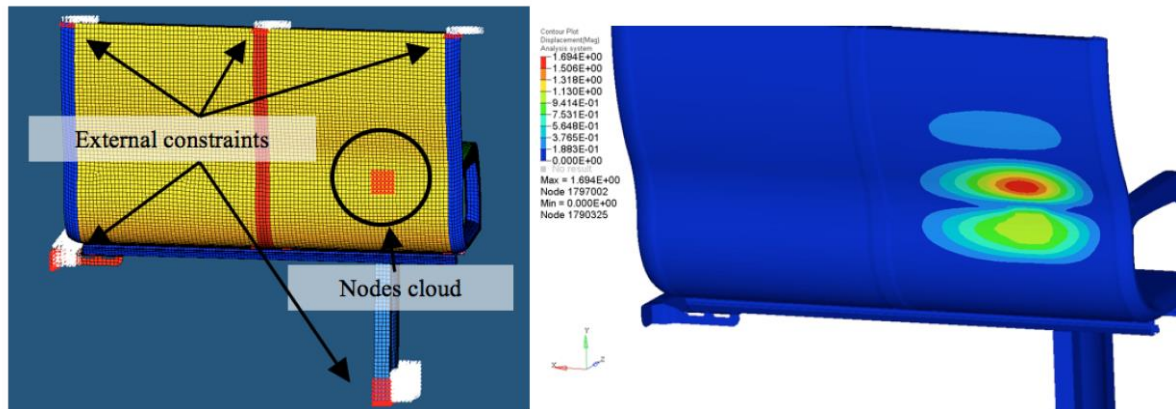 External constraints
Nodes cloud
Contour Plot
Displacement(Mag)
Analysis system
1.694E+00
1.506E+00
1.318E+00
1.130E+00
9.414E-01
7.531E-01
5.648E-01
3.765E-01
1.883E-01
0.000E+00
No result
Max = 1.694E+00
Node 1797002
Min = 0.000E+00
Node 1790325
Y
X
Z